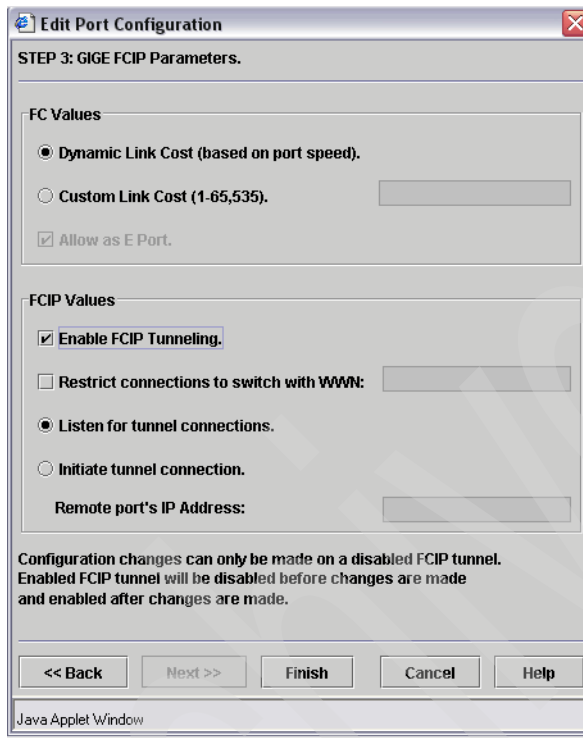 Edit Port Configuration
STEP 3: GIGE FCIP Parameters.
FC Values
Dynamic Link Cost (based on port speed).
Custom Link Cost (1-65,535).
Allow as E Port.
FCIP Values
Enable FCIP Tunneling.
Restrict connections to switch with WWN:
Listen for tunnel connections.
Initiate tunnel connection.
Remote port's IP Address:
Configuration changes can only be made on a disabled FCIP tunnel.
Enabled FCIP tunnel will be disabled before changes are made
and enabled after changes are made.
<< Back
Next >>
Finish
Cancel
Help
Java Applet Window